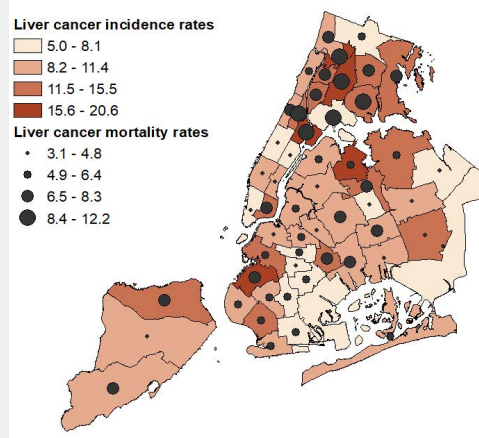 Liver cancer incidence rates
5.0 - 8.1
8.2 - 11.4
11.5 - 15.5
15.6 - 20.6
Liver cancer mortality rates
3.1 - 4.8
4.9 - 6.4
6.5 - 8.3
8.4 - 12.2